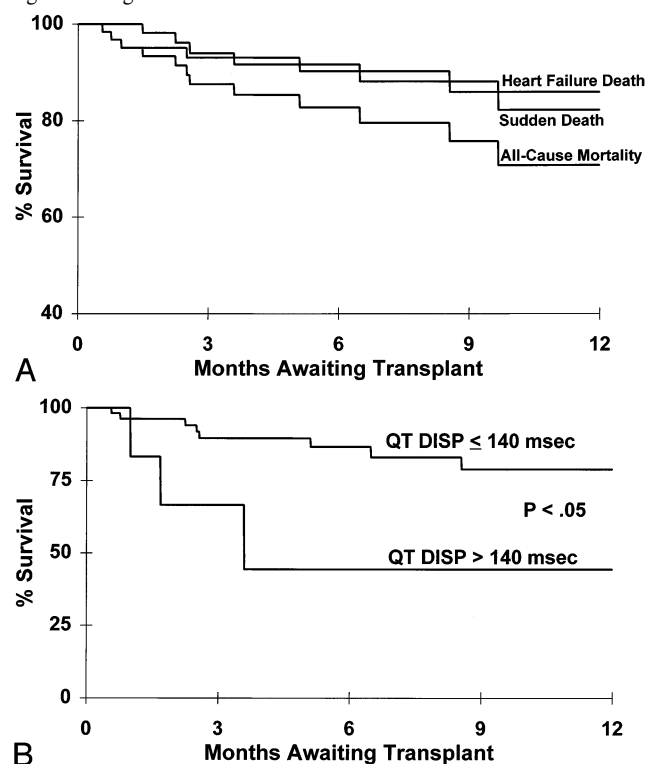 100
80
60
40
% Survival
Heart Failure Death
Sudden Death
All-Cause Mortality
0 3 6 9 12
Months Awaiting Transplant
A
100
75
50
25
0
% Survival
QT DISP ≤ 140 msec
P < .05
QT DISP > 140 msec
0 3 6 9 12
Months Awaiting Transplant
B